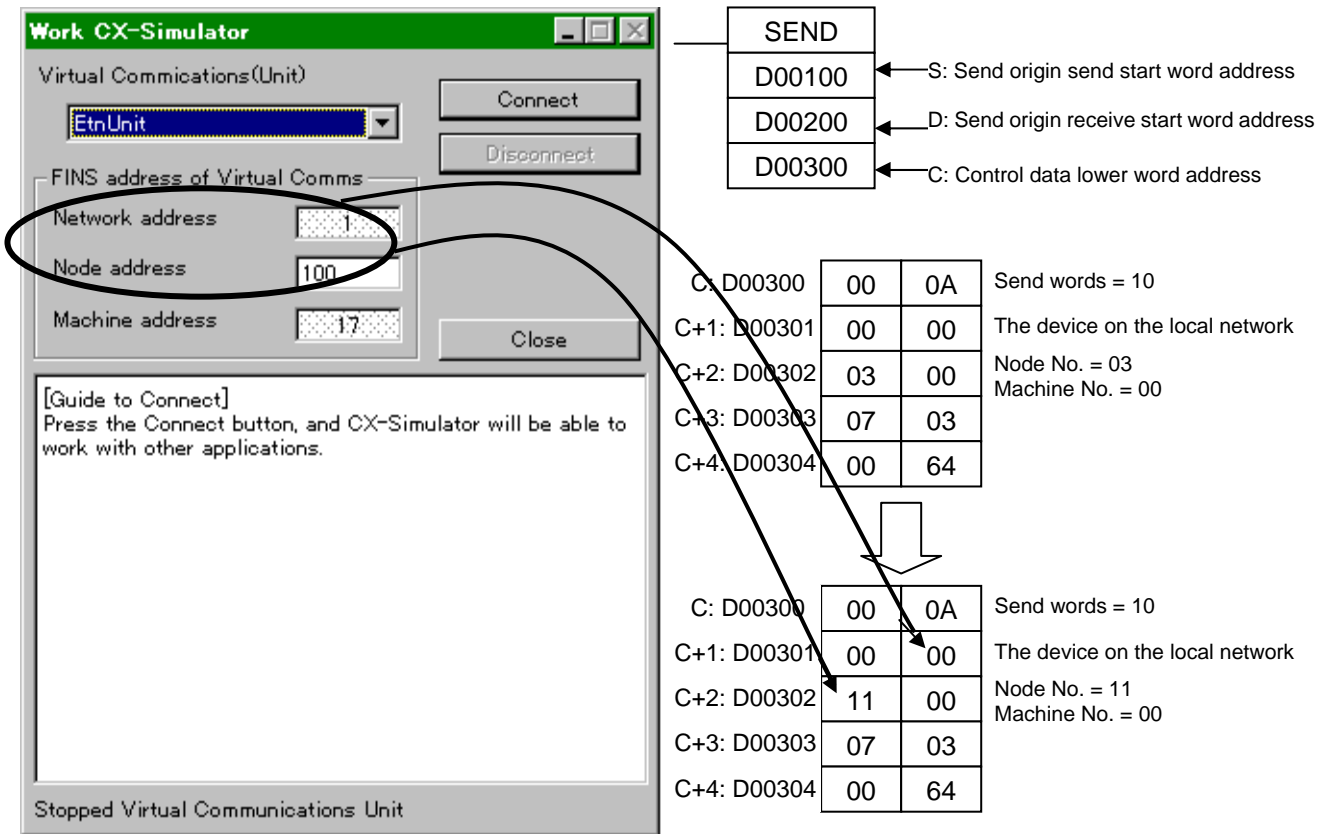 Work CX-Simulator
Virtual Commications(Unit)
EtnUnit
Connect
Disconnect
FINS address of Virtual Comms
Network address
1
Node address
100
Machine address
17
Close
[Guide to Connect]
Press the Connect button, and CX-Simulator will be able to
work with other applications.
Stopped Virtual Communications Unit
SEND
D00100
S: Send origin send start word address
D00200
D: Send origin receive start word address
D00300
C: Control data lower word address
C: D00300 00 0A Send words = 10
C+1: D00301 00 00 The device on the local network
C+2: D00302 03 00 Node No. = 03
Machine No. = 00
C+3: D00303 07 03
C+4: D00304 00 64
C: D00300 00 0A Send words = 10
C+1: D00301 00 00 The device on the local network
C+2: D00302 11 00 Node No. = 11
Machine No. = 00
C+3: D00303 07 03
C+4: D00304 00 64